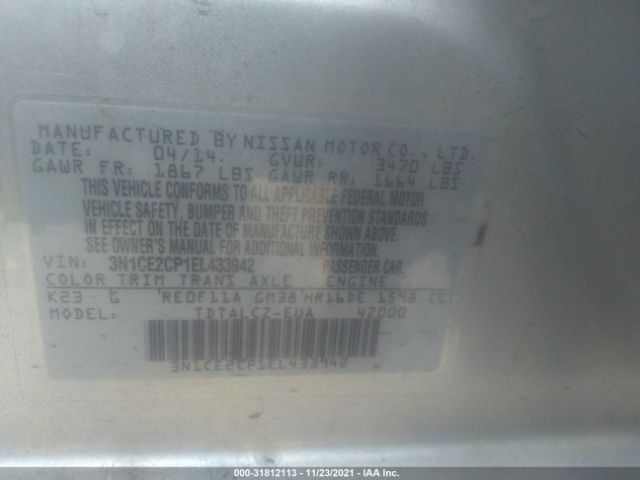 MANUFACTURED BY NISSAN MOTOR CO., LTD.
DATE: 04/14. GVWR: 3470 LBS
GAWR FR: 1867 LBS GAWR RR: 1664 LBS
THIS VEHICLE CONFORMS TO ALL APPLICABLE FEDERAL MOTOR
VEHICLE SAFETY, BUMPER AND THEFT PREVENTION STANDARDS
IN EFFECT ON THE DATE OF MANUFACTURE SHOWN ABOVE.
SEE OWNER'S MANUAL FOR ADDITIONAL INFORMATION.
VIN: 3N1CE2CP1EL433942 PASSENGER CAR.
COLOR TRIM TRANS AXLE ENGINE
K23 G RE0F11A GM38 HR16DE 1598 CC
MODEL: TDTALCZ-EUA 4Z000
3N1CE2CP1EL433942
000-31812113 - 11/23/2021 - IAA Inc.